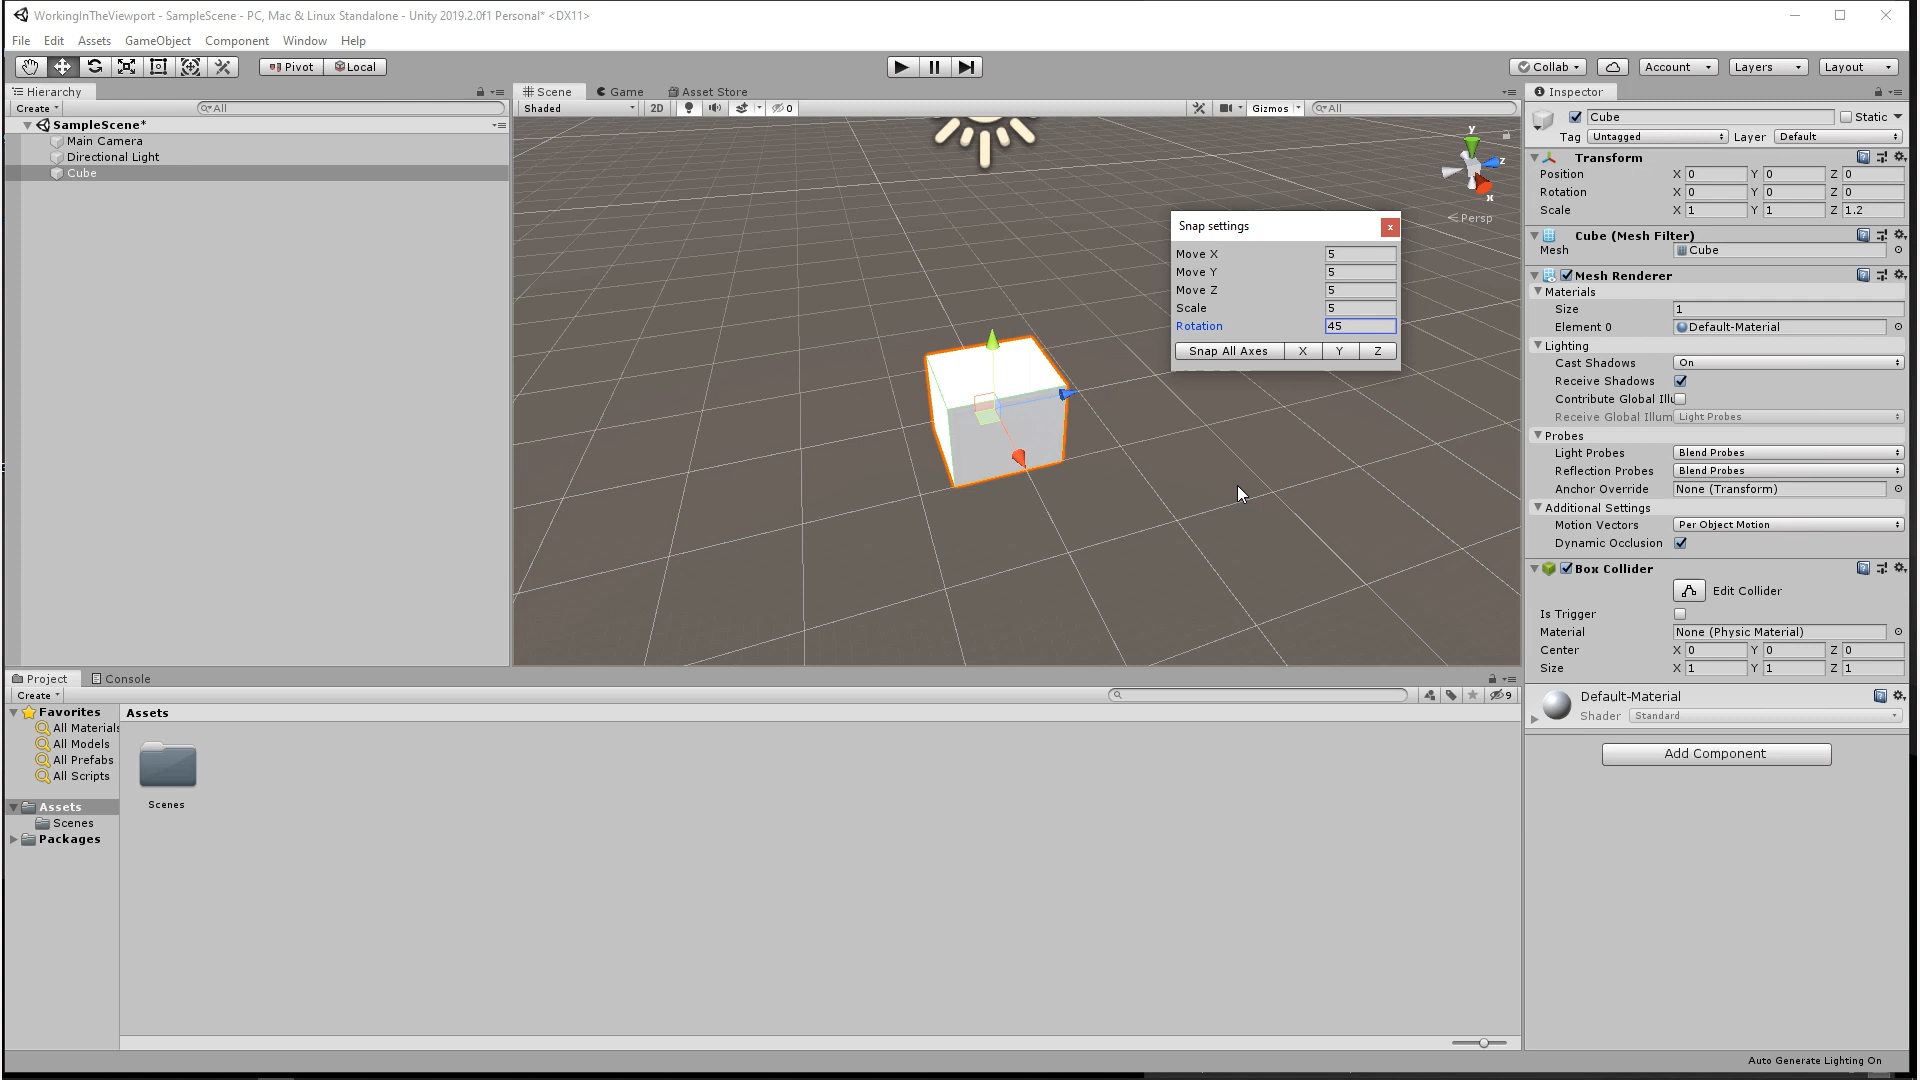 WorkingInTheViewport - SampleScene - PC, Mac & Linux Standalone - Unity 2019.2.0f1 Personal* <DX11>
File Edit Assets GameObject Component Window Help
Pivot Local
Collab Account Layers Layout
Hierarchy
Create All
SampleScene*
Main Camera
Directional Light
Cube
Scene Game Asset Store
Shaded 2D 0 Gizmos All
y
z
x
Persp
Snap settings x
Move X 5
Move Y 5
Move Z 5
Scale 5
Rotation 45
Snap All Axes X Y Z
Inspector
Cube Static
Tag Untagged Layer Default
Transform
Position X 0 Y 0 Z 0
Rotation X 0 Y 0 Z 0
Scale X 1 Y 1 Z 1.2
Cube (Mesh Filter)
Mesh Cube
Mesh Renderer
Materials
Size 1
Element 0 Default-Material
Lighting
Cast Shadows On
Receive Shadows
Contribute Global Illu
Receive Global Illum Light Probes
Probes
Light Probes Blend Probes
Reflection Probes Blend Probes
Anchor Override None (Transform)
Additional Settings
Motion Vectors Per Object Motion
Dynamic Occlusion
Box Collider
Edit Collider
Is Trigger
Material None (Physic Material)
Center X 0 Y 0 Z 0
Size X 1 Y 1 Z 1
Default-Material
Shader Standard
Add Component
Project Console
Create 9
Favorites
All Materials
All Models
All Prefabs
All Scripts
Assets
Scenes
Packages
Assets
Scenes
Auto Generate Lighting On